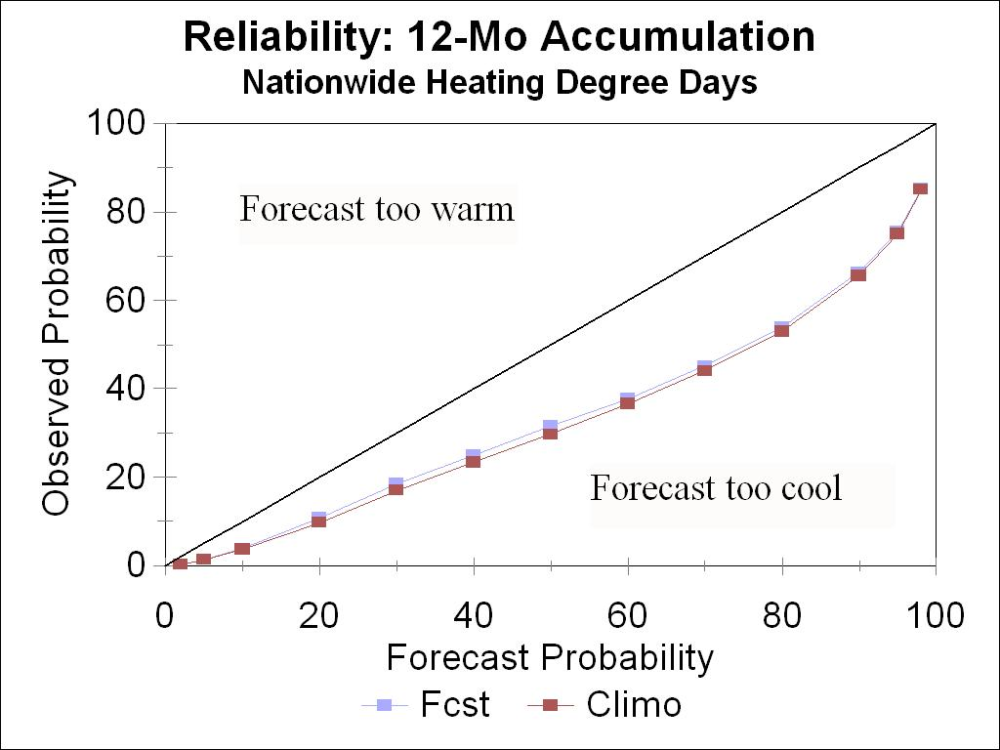 Reliability: 12-Mo Accumulation
Nationwide Heating Degree Days
100
80
60
40
20
0
Observed Probability
Forecast too warm
Forecast too cool
0 20 40 60 80 100
Forecast Probability
Fcst Climo